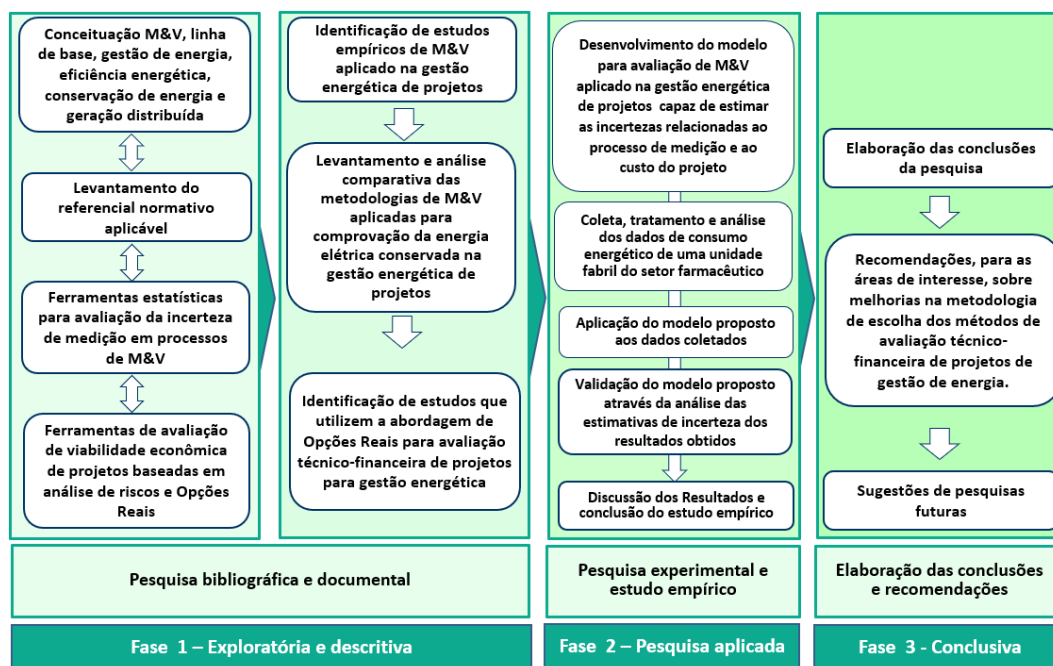 Conceituação M&V, linha
de base, gestão de energia,
eficiência energética,
conservação de energia e
geração distribuída
Levantamento do
referencial normativo
aplicável
Ferramentas estatísticas
para avaliação da incerteza
de medição em processos
de M&V
Ferramentas de avaliação
de viabilidade econômica
de projetos baseadas em
análise de riscos e Opções
Reais
Identificação de estudos
empíricos de M&V
aplicado na gestão
energética de projetos
Levantamento e análise
comparativa das
metodologias de M&V
aplicadas para
comprovação da energia
elétrica conservada na
gestão energética de
projetos
Identificação de estudos que
utilizem a abordagem de
Opções Reais para avaliação
técnico-financeira de projetos
para gestão energética
Desenvolvimento do modelo
para avaliação de M&V
aplicado na gestão energética
de projetos capaz de estimar
as incertezas relacionadas ao
processo de medição e ao
custo do projeto
Coleta, tratamento e análise
dos dados de consumo
energético de uma unidade
fabril do setor farmacêutico
Aplicação do modelo proposto
aos dados coletados
Validação do modelo proposto
através da análise das
estimativas de incerteza dos
resultados obtidos
Discussão dos Resultados e
conclusão do estudo empírico
Elaboração das conclusões
da pesquisa
Recomendações, para as
áreas de interesse, sobre
melhorias na metodologia
de escolha dos métodos de
avaliação técnico-
financeira de projetos de
gestão de energia.
Sugestões de pesquisas
futuras
Pesquisa bibliográfica e documental
Pesquisa experimental e
estudo empírico
Elaboração das conclusões
e recomendações
Fase 1 – Exploratória e descritiva
Fase 2 – Pesquisa aplicada
Fase 3 - Conclusiva